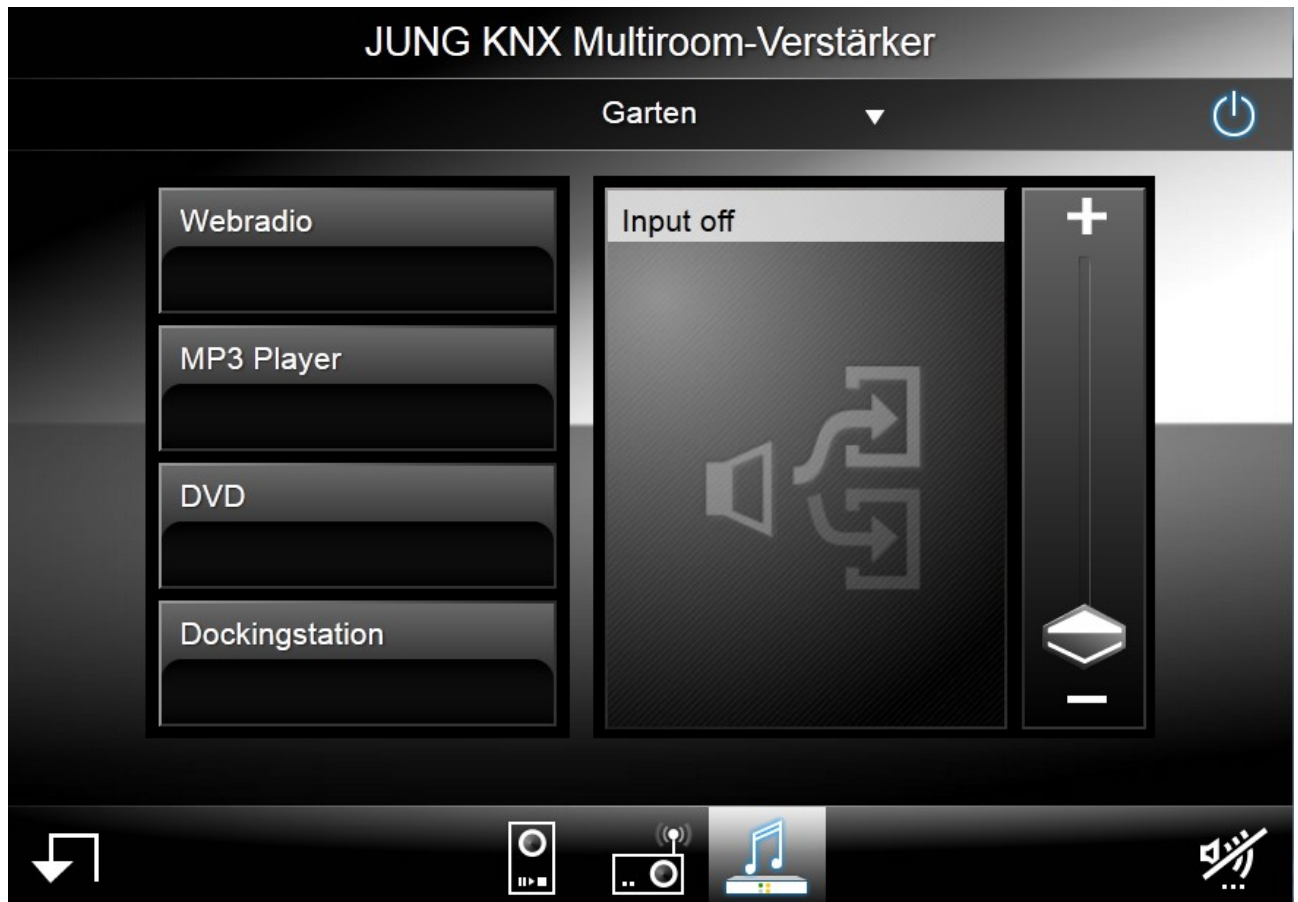 JUNG KNX Multiroom-Verstärker
Garten
Webradio
MP3 Player
DVD
Dockingstation
Input off